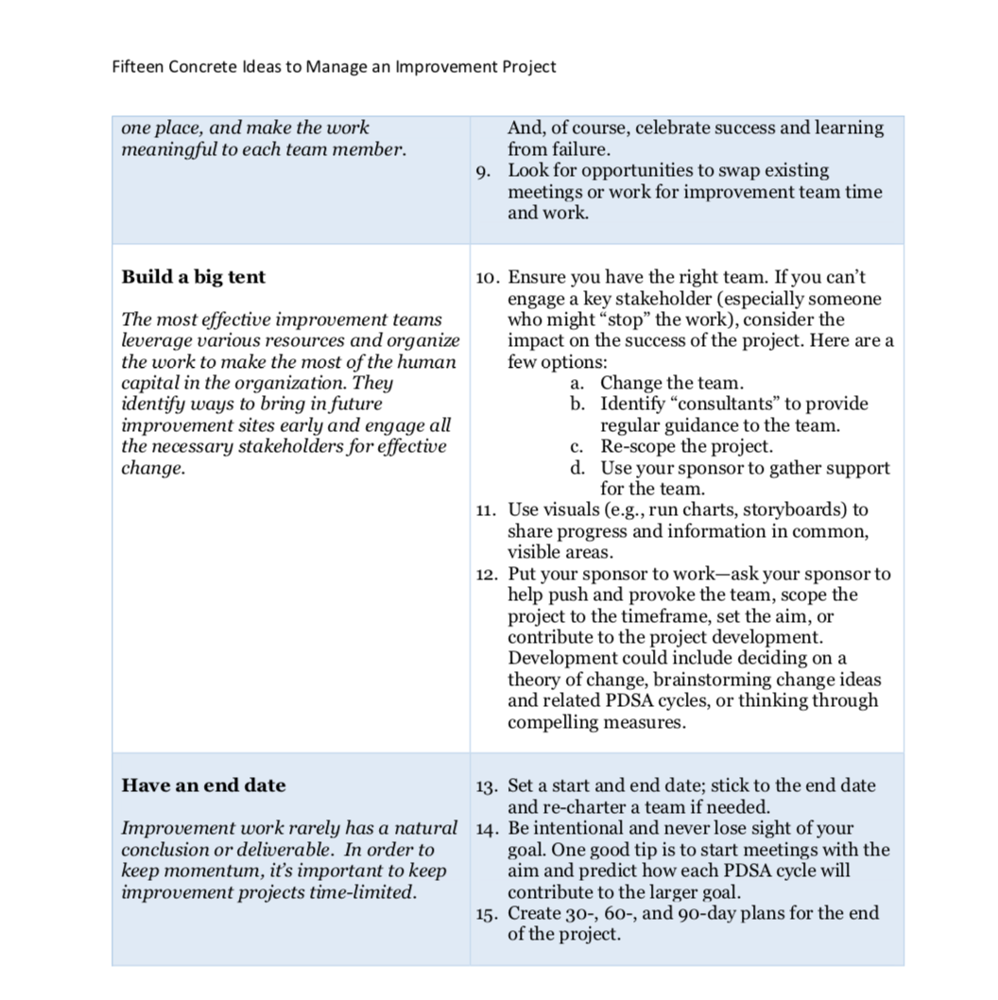 Fifteen Concrete Ideas to Manage an Improvement Project
one place, and make the work
meaningful to each team member.
And, of course, celebrate success and learning
from failure.
9. Look for opportunities to swap existing
meetings or work for improvement team time
and work.
Build a big tent
The most effective improvement teams
leverage various resources and organize
the work to make the most of the human
capital in the organization. They
identify ways to bring in future
improvement sites early and engage all
the necessary stakeholders for effective
change.
10. Ensure you have the right team. If you can’t
engage a key stakeholder (especially someone
who might “stop” the work), consider the
impact on the success of the project. Here are a
few options:
a. Change the team.
b. Identify “consultants” to provide
regular guidance to the team.
c. Re-scope the project.
d. Use your sponsor to gather support
for the team.
11. Use visuals (e.g., run charts, storyboards) to
share progress and information in common,
visible areas.
12. Put your sponsor to work—ask your sponsor to
help push and provoke the team, scope the
project to the timeframe, set the aim, or
contribute to the project development.
Development could include deciding on a
theory of change, brainstorming change ideas
and related PDSA cycles, or thinking through
compelling measures.
Have an end date
Improvement work rarely has a natural
conclusion or deliverable.  In order to
keep momentum, it’s important to keep
improvement projects time-limited.
13. Set a start and end date; stick to the end date
and re-charter a team if needed.
14. Be intentional and never lose sight of your
goal. One good tip is to start meetings with the
aim and predict how each PDSA cycle will
contribute to the larger goal.
15. Create 30-, 60-, and 90-day plans for the end
of the project.